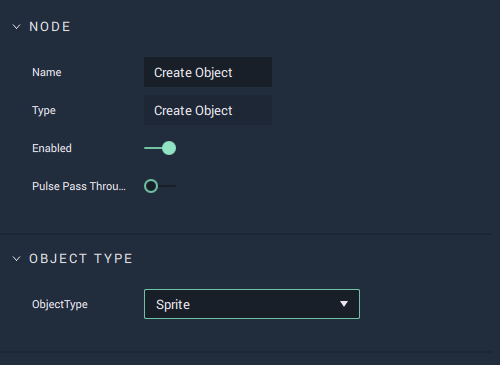 NODE
Name Create Object
Type Create Object
Enabled
Pulse Pass Throu...
OBJECT TYPE
ObjectType Sprite